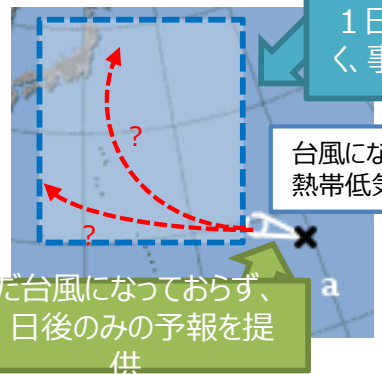 １日
く、事
?
台風にな
熱帯低気
?
a
だ台風になっておらず、
日後のみの予報を提
供